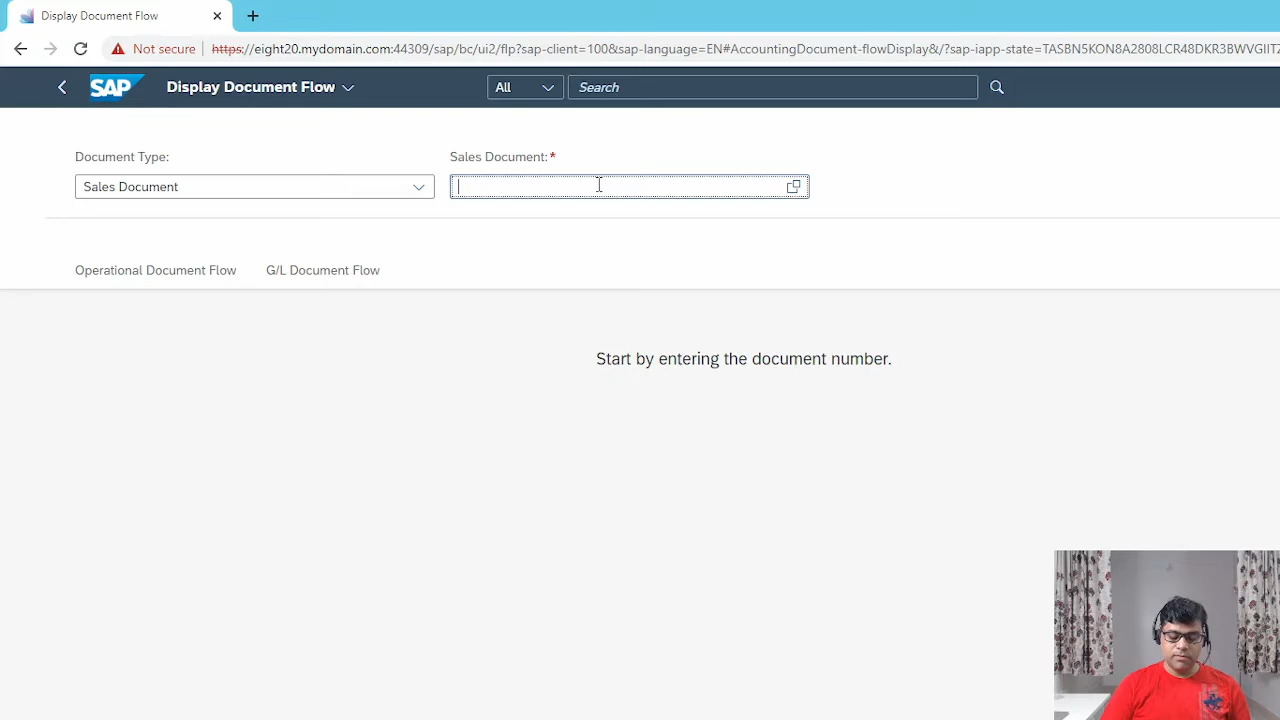 Display Document Flow
Not secure https://eight20.mydomain.com:44309/sap/bc/ui2/flp?sap-client=100&sap-language=EN#AccountingDocument-flowDisplay&/?sap-iapp-state=TASBN5KON8A2808LCR48DKR3BWVGIITZ
SAP Display Document Flow All Search
Document Type: Sales Document:*
Sales Document
Operational Document Flow G/L Document Flow
Start by entering the document number.